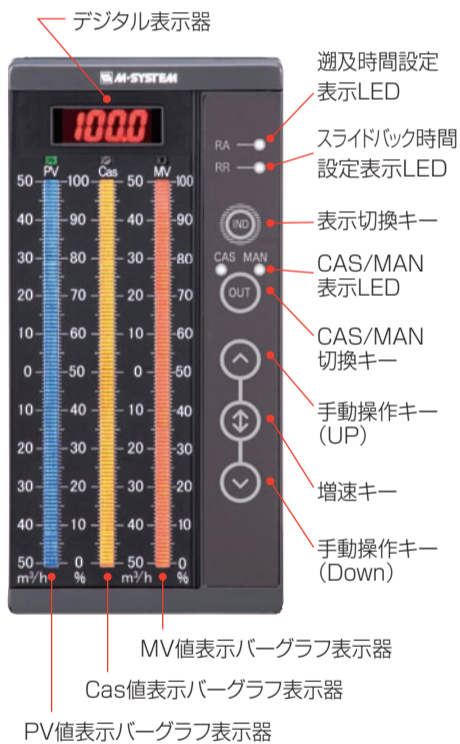 デジタル表示器
M-SYSTEM
100.0
PV Cas MV
50 100 50 100
40 90 40 90
30 80 30 80
20 70 20 70
10 60 10 60
0 50 0 50
10 40 10 40
20 30 20 30
30 20 30 20
40 10 40 10
50 0 50 0
m³/h % m³/h %
RA
RR
IND
CAS MAN
OUT
遡及時間設定
表示LED
スライドバック時間
設定表示LED
表示切換キー
CAS/MAN
表示LED
CAS/MAN
切換キー
手動操作キー
(UP)
増速キー
手動操作キー
(Down)
MV値表示バーグラフ表示器
Cas値表示バーグラフ表示器
PV値表示バーグラフ表示器